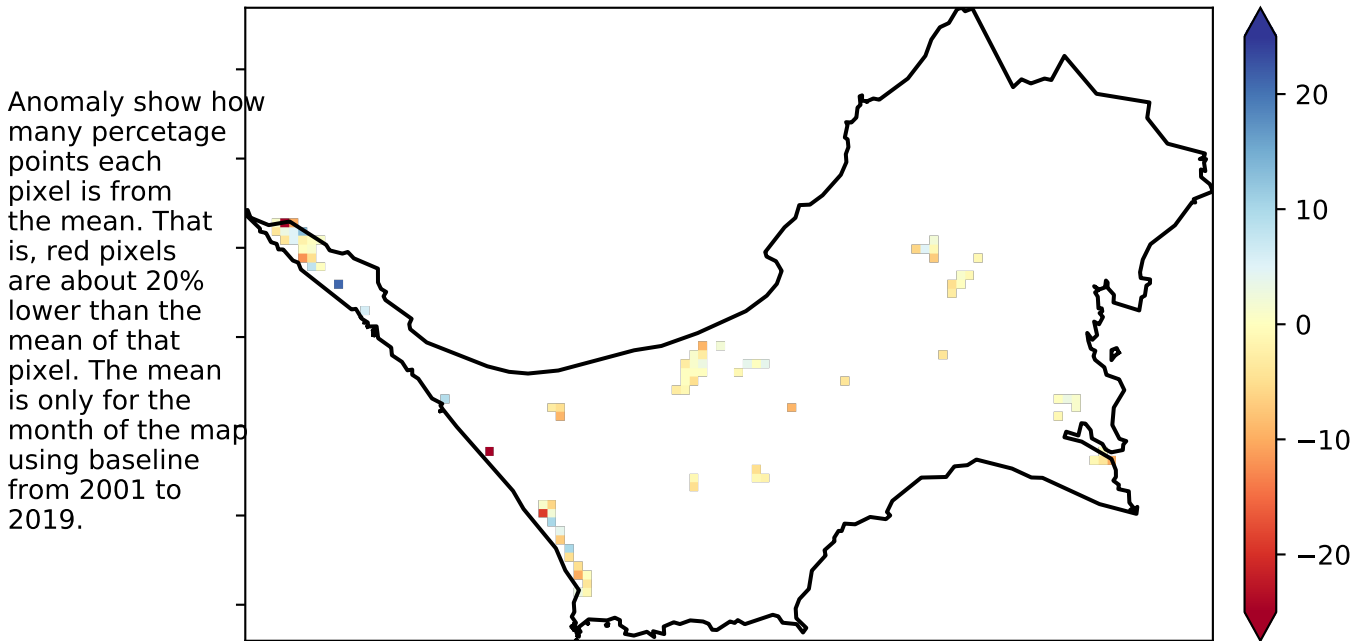 Anomaly show how
many percetage
points each
pixel is from
the mean. That
is, red pixels
are about 20%
lower than the
mean of that
pixel. The mean
is only for the
month of the map
using baseline
from 2001 to
2019.
20
10
0
−10
−20